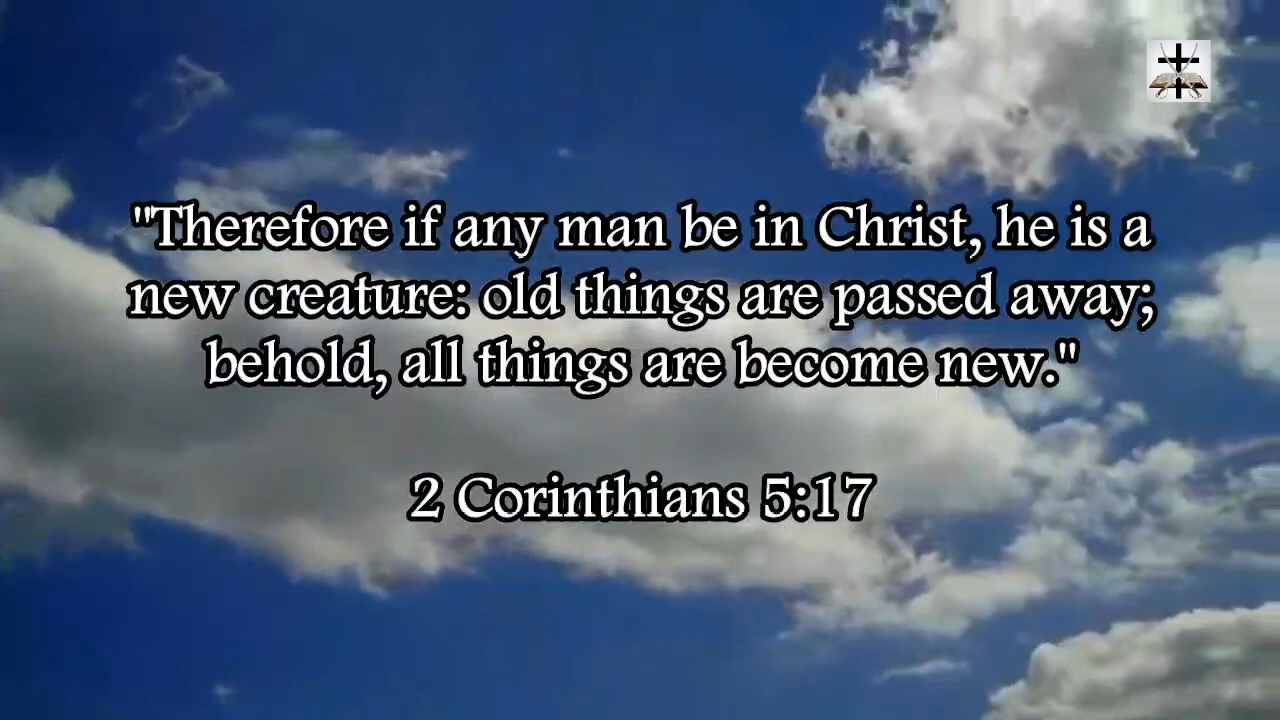 "Therefore if any man be in Christ, he is a
new creature: old things are passed away;
behold, all things are become new."
2 Corinthians 5:17